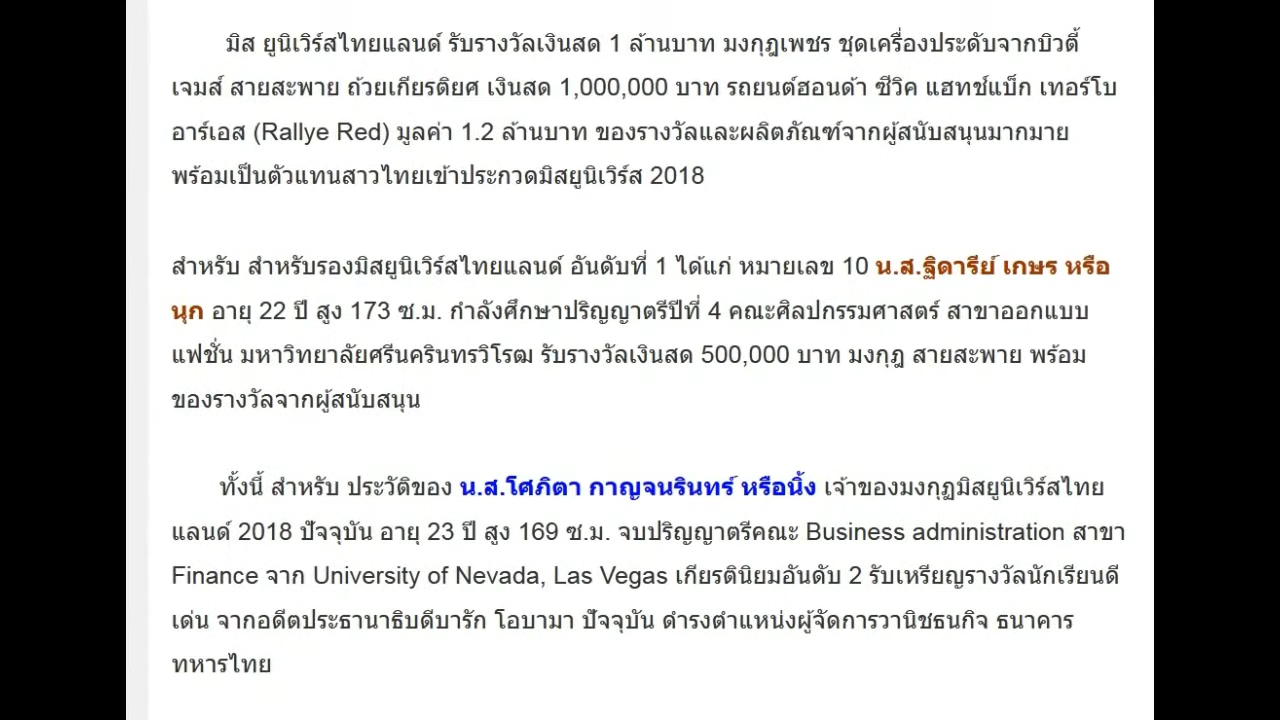 มิส ยูนิเวิร์สไทยแลนด์ รับรางวัลเงินสด 1 ล้านบาท มงกุฎเพชร ชุดเครื่องประดับจากบิวตี้
เจมส์ สายสะพาย ถ้วยเกียรติยศ เงินสด 1,000,000 บาท รถยนต์ฮอนด้า ซีวิค แฮทช์แบ็ก เทอร์โบ
อาร์เอส (Rallye Red) มูลค่า 1.2 ล้านบาท ของรางวัลและผลิตภัณฑ์จากผู้สนับสนุนมากมาย
พร้อมเป็นตัวแทนสาวไทยเข้าประกวดมิสยูนิเวิร์ส 2018
สำหรับ สำหรับรองมิสยูนิเวิร์สไทยแลนด์ อันดับที่ 1 ได้แก่ หมายเลข 10 น.ส.ฐิดารีย์ เกษร หรือ
นุก อายุ 22 ปี สูง 173 ซ.ม. กำลังศึกษาปริญญาตรีปีที่ 4 คณะศิลปกรรมศาสตร์ สาขาออกแบบ
แฟชั่น มหาวิทยาลัยศรีนครินทรวิโรฒ รับรางวัลเงินสด 500,000 บาท มงกุฎ สายสะพาย พร้อม
ของรางวัลจากผู้สนับสนุน
ทั้งนี้ สำหรับ ประวัติของ น.ส.โศภิตา กาญจนรินทร์ หรือนิ้ง เจ้าของมงกุฏมิสยูนิเวิร์สไทย
แลนด์ 2018 ปัจจุบัน อายุ 23 ปี สูง 169 ซ.ม. จบปริญญาตรีคณะ Business administration สาขา
Finance จาก University of Nevada, Las Vegas เกียรตินิยมอันดับ 2 รับเหรียญรางวัลนักเรียนดี
เด่น จากอดีตประธานาธิบดีบารัก โอบามา ปัจจุบัน ดำรงตำแหน่งผู้จัดการวานิชธนกิจ ธนาคาร
ทหารไทย